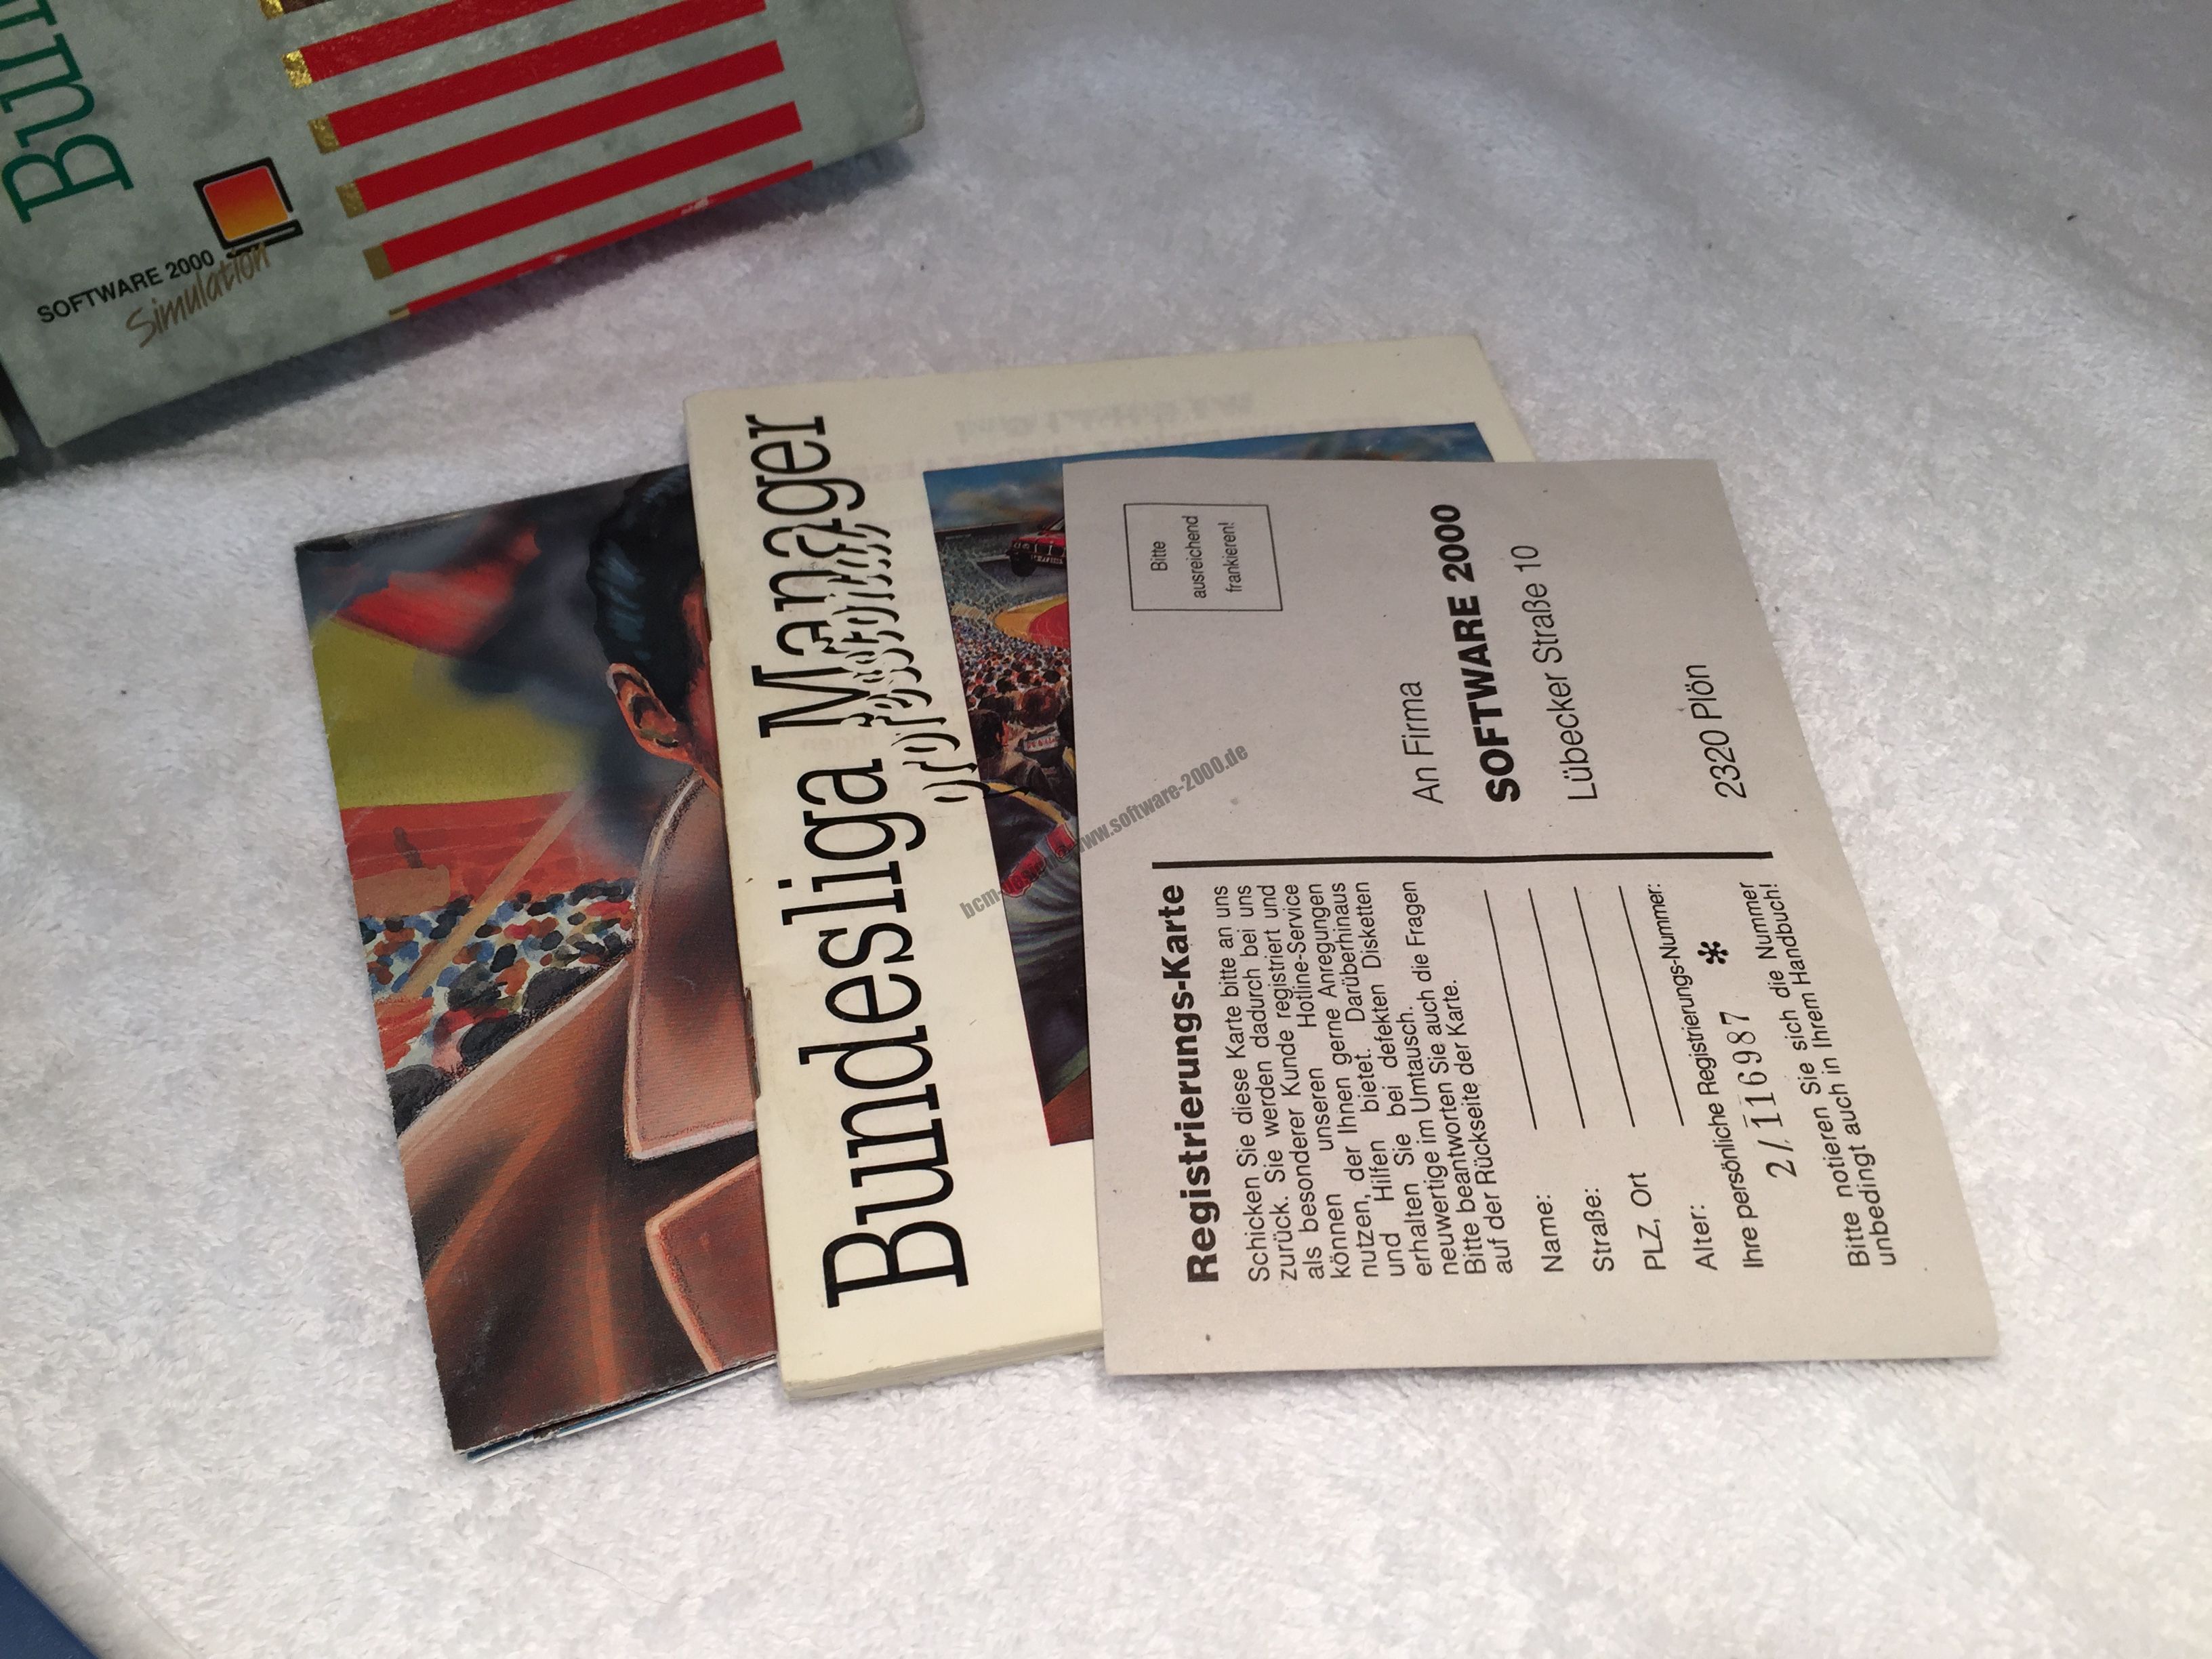 SOFTWARE 2000
Simulation
Bundesliga Manager
Bitte
ausreichend
frankieren!
An Firma
SOFTWARE 2000
Lübecker Straße 10
2320 Plön
Registrierungs-Karte
Schicken Sie diese Karte bitte an uns
zurück. Sie werden dadurch bei uns
als besonderer Kunde registriert und
können unseren Hotline-Service
nutzen, der Ihnen gerne Anregungen
und Hilfen bietet. Darüberhinaus
erhalten Sie bei defekten Disketten
neuwertige im Umtausch.
Bitte beantworten Sie auch die Fragen
auf der Rückseite der Karte.
Name:
Straße:
PLZ, Ort
Alter:
Ihre persönliche Registrierungs-Nummer:
2/116987 *
Bitte notieren Sie sich die Nummer
unbedingt auch in Ihrem Handbuch!
www.software-2000.de